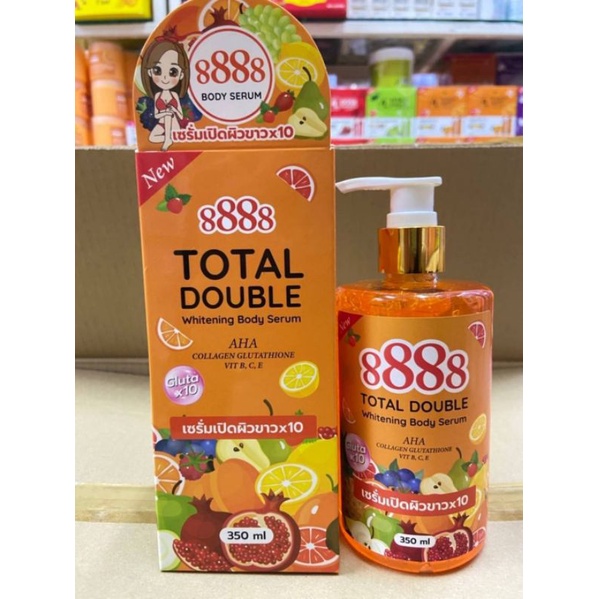 8888
BODY SERUM
เซรั่มเปิดผิวขาวx10
New
8888
TOTAL
DOUBLE
Whitening Body Serum
AHA
COLLAGEN GLUTATHIONE
VIT B, C, E
Gluta
x10
เซรั่มเปิดผิวขาวx10
350 ml
New
8888
TOTAL DOUBLE
Whitening Body Serum
AHA
COLLAGEN GLUTATHIONE
VIT B, C, E
Gluta
x10
เซรั่มเปิดผิวขาวx10
350 ml